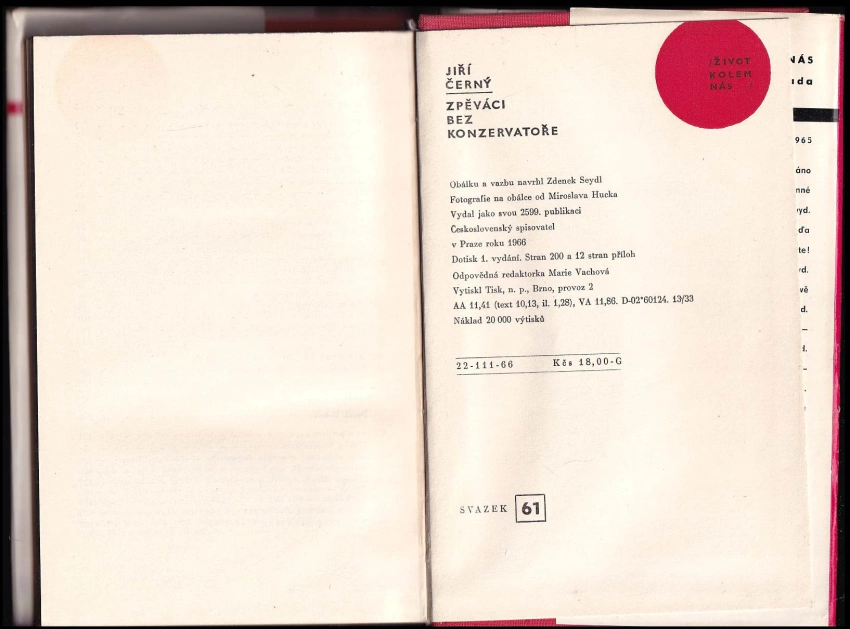 JIŘÍ
ČERNÝ
ZPĚVÁCI
BEZ
KONZERVATOŘE
ŽIVOT
KOLEM
NÁS
Obálku a vazbu navrhl Zdenek Seydl
Fotografie na obálce od Miroslava Hucka
Vydal jako svou 2599. publikaci
Československý spisovatel
v Praze roku 1966
Dotisk 1. vydání. Stran 200 a 12 stran příloh
Odpovědná redaktorka Marie Vachová
Vytiskl Tisk, n. p., Brno, provoz 2
AA 11,41 (text 10,13, il. 1,28), VA 11,86. D-02*60124. 13/33
Náklad 20 000 výtisků
22-111-66 Kčs 18,00-G
SVAZEK 61